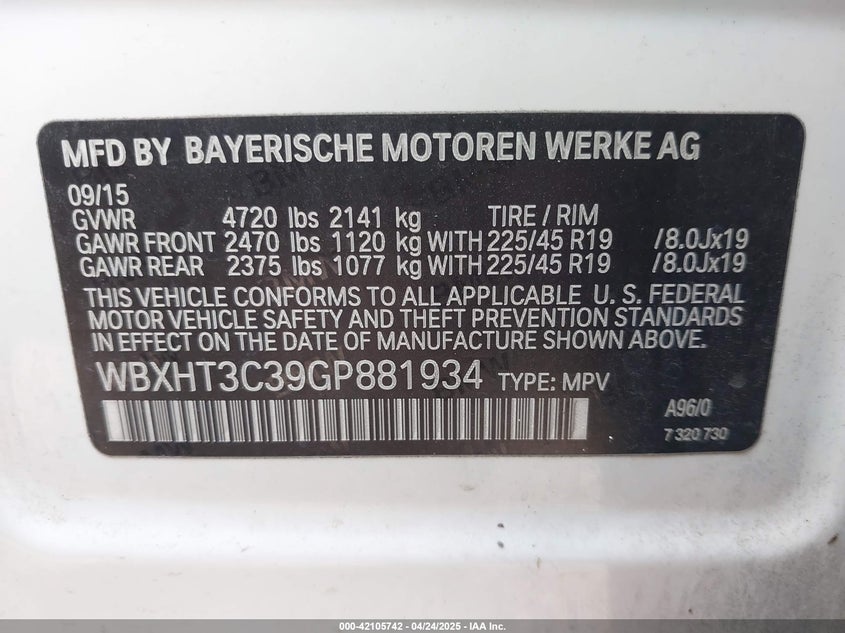 MFD BY BAYERISCHE MOTOREN WERKE AG
09/15
GVWR 4720 lbs 2141 kg TIRE / RIM
GAWR FRONT 2470 lbs 1120 kg WITH 225/45 R19 /8.0Jx19
GAWR REAR 2375 lbs 1077 kg WITH 225/45 R19 /8.0Jx19
THIS VEHICLE CONFORMS TO ALL APPLICABLE U. S. FEDERAL
MOTOR VEHICLE SAFETY AND THEFT PREVENTION STANDARDS
IN EFFECT ON THE DATE OF MANUFACTURE SHOWN ABOVE.
WBXHT3C39GP881934 TYPE: MPV
A96/0
7 320 730
000-42105742 - 04/24/2025 - IAA Inc.